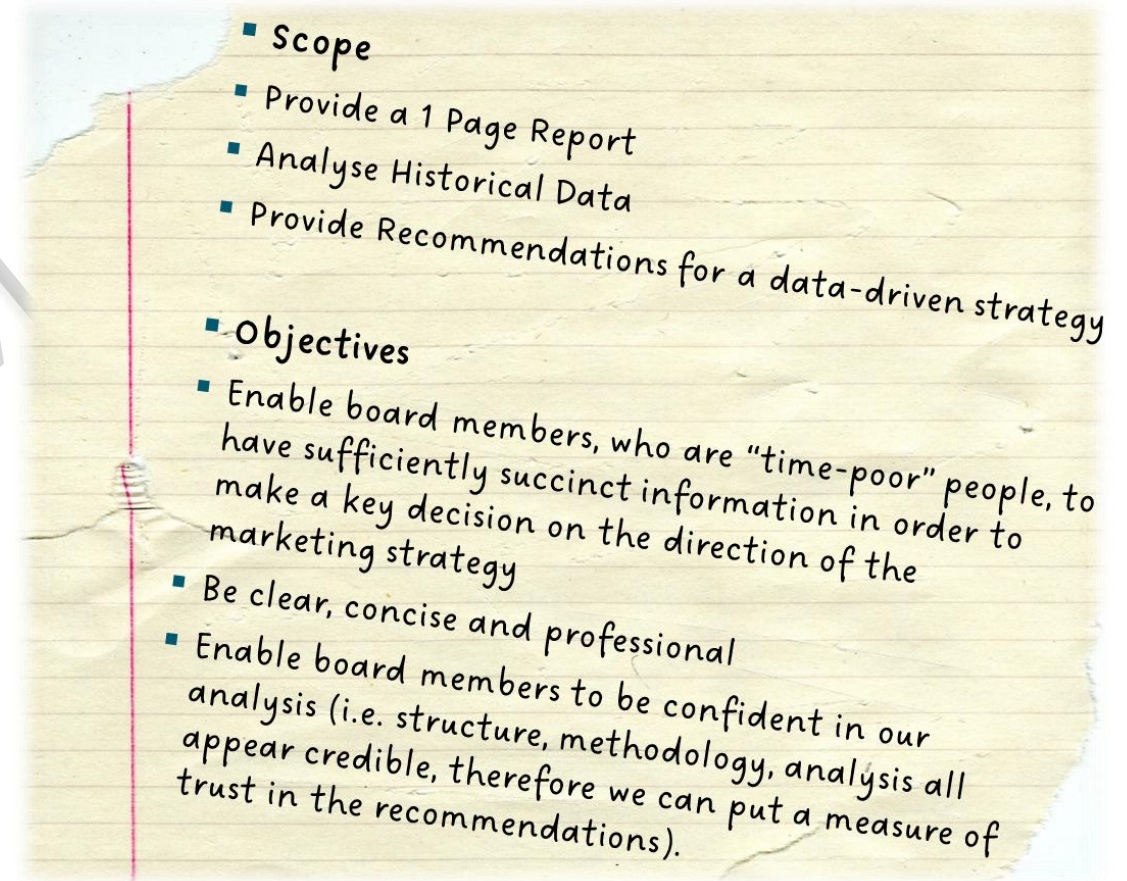 ▪ Scope
▪ Provide a 1 Page Report
▪ Analyse Historical Data
▪ Provide Recommendations for a data-driven strategy
▪ Objectives
▪ Enable board members, who are “time-poor” people, to
have sufficiently succinct information in order to
make a key decision on the direction of the
marketing strategy
▪ Be clear, concise and professional
▪ Enable board members to be confident in our
analysis (i.e. structure, methodology, analysis all
appear credible, therefore we can put a measure of
trust in the recommendations).